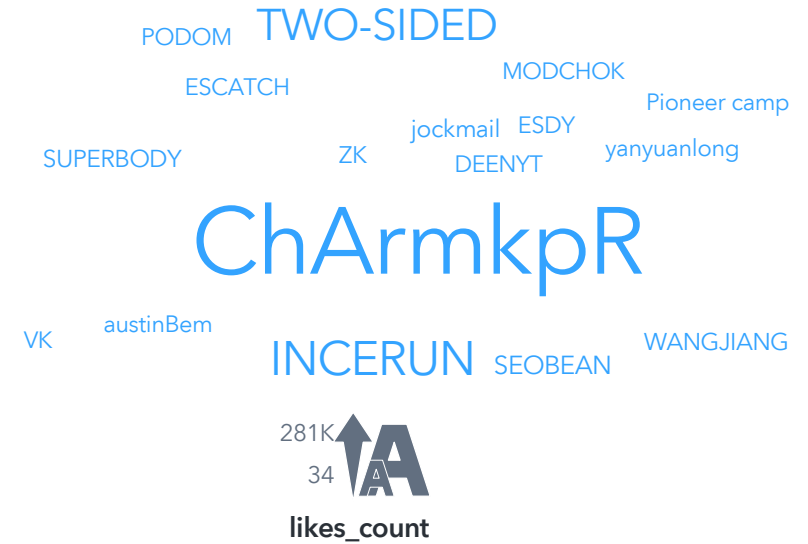 TWO-SIDED
PODOM
MODCHOK
ESCATCH
Pioneer camp
jockmail
ESDY
yanyuanlong
SUPERBODY
ZK
DEENYT
ChArmkpR
austinBem
VK
WANGJIANG
INCERUN
SEOBEAN
281K
34
likes_count